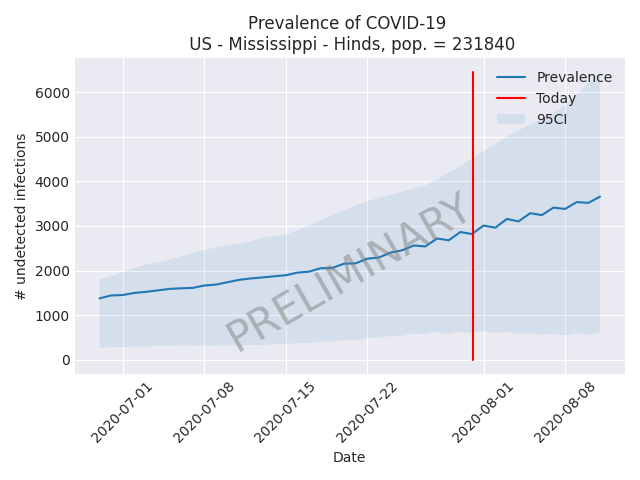 Prevalence of COVID-19
US - Mississippi - Hinds, pop. = 231840
Prevalence
Today
95CI
# undetected infections
6000
5000
4000
3000
2000
1000
0
PRELIMINARY
2020-07-01
2020-07-08
2020-07-15
2020-07-22
2020-08-01
2020-08-08
Date